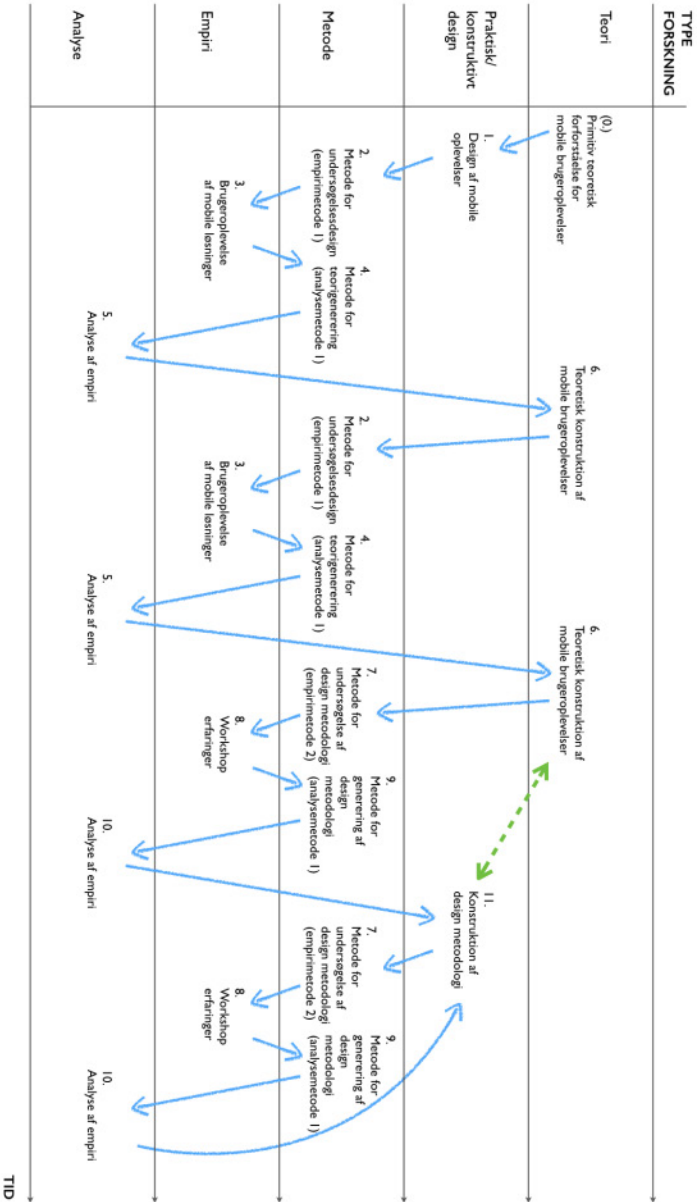 TYPE
FORSKNING
Teori
(0.)
Primitiv teoretisk
forforståelse for
mobile brugeroplevelser
6.
Teoretisk konstruktion af
mobile brugeroplevelser
6.
Teoretisk konstruktion af
mobile brugeroplevelser
Praktisk/
konstruktivt
design
1.
Design af mobile
oplevelser
11.
Konstruktion af
design metodologi
Metode
2.
Metode for
undersøgelsesdesign
(empirimetode 1)
4.
Metode for
teorigenerering
(analysemetode 1)
2.
Metode for
undersøgelsesdesign
(empirimetode 1)
4.
Metode for
teorigenerering
(analysemetode 1)
7.
Metode for
undersøgelse af
design metodologi
(empirimetode 2)
9.
Metode for
generering af
design
metodologi
(analysemetode 1)
7.
Metode for
undersøgelse af
design metodologi
(empirimetode 2)
9.
Metode for
generering af
design
metodologi
(analysemetode 1)
Empiri
3.
Brugeroplevelse
af mobile løsninger
3.
Brugeroplevelse
af mobile løsninger
8.
Workshop
erfaringer
8.
Workshop
erfaringer
Analyse
5.
Analyse af empiri
5.
Analyse af empiri
10.
Analyse af empiri
10.
Analyse af empiri
TID